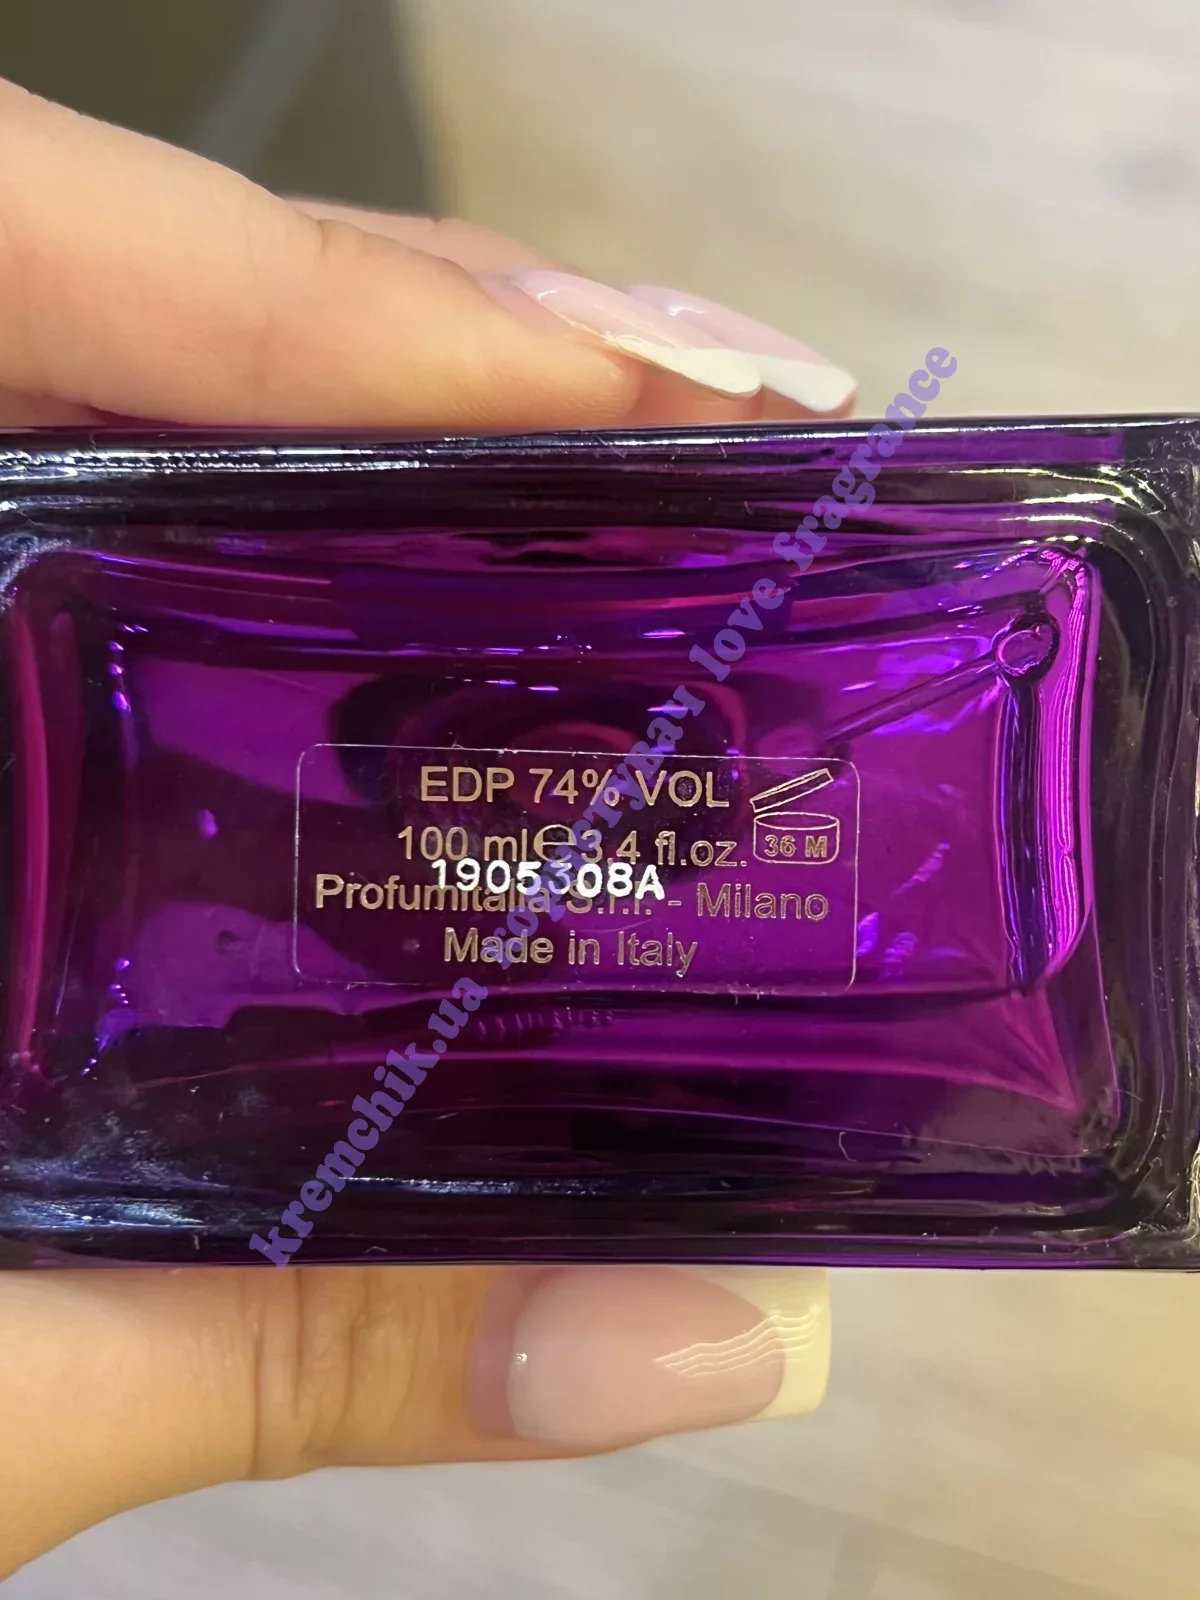 EDP 74% VOL
100 ml ℮ 3.4 fl.oz.
36 M
1905308A
Profumitalia S.r.l. - Milano
Made in Italy
kremchik.ua love fragrance